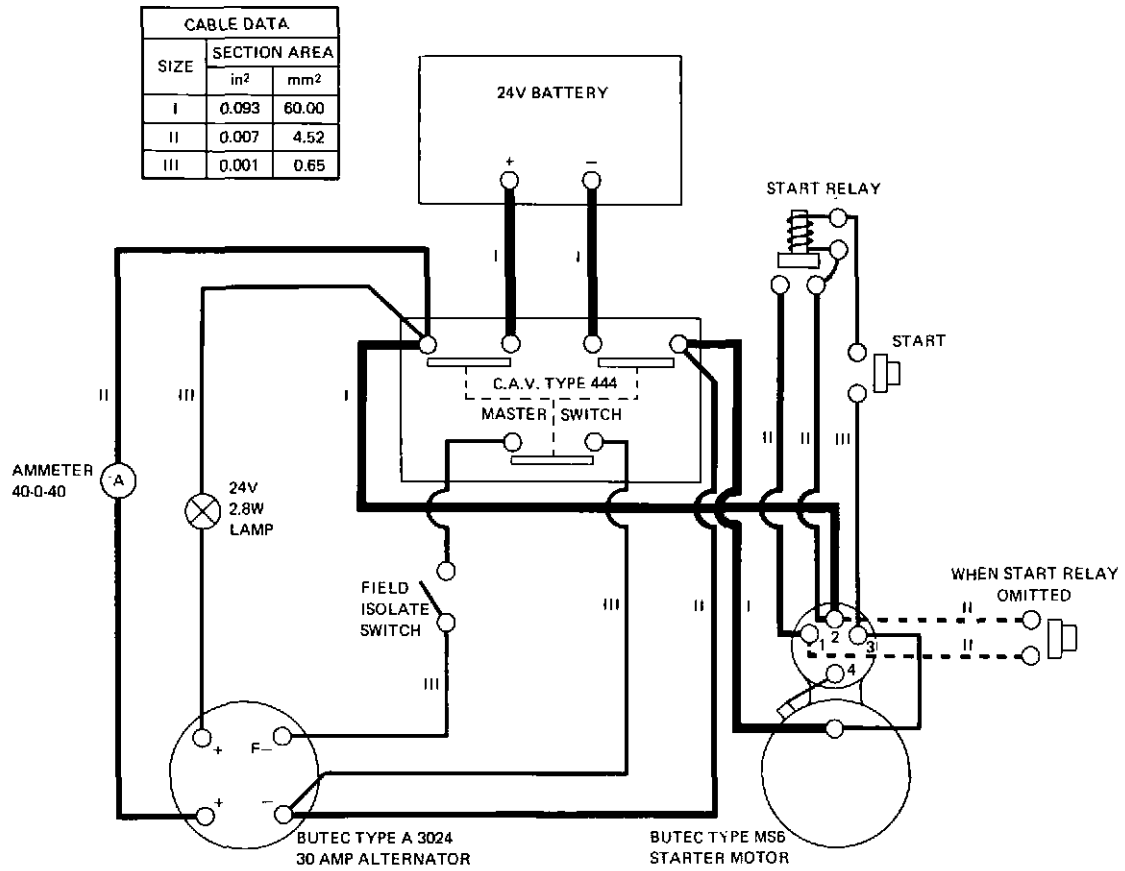 CABLE DATA
SIZE
SECTION AREA
in²
mm²
I
0.093
60.00
II
0.007
4.52
III
0.001
0.65
24V BATTERY
+
−
START RELAY
START
I
I
C.A.V. TYPE 444
MASTER SWITCH
II
III
I
II
II
III
AMMETER
40-0-40
A
24V
2.8W
LAMP
FIELD
ISOLATE
SWITCH
III
III
II
I
WHEN START RELAY
OMITTED
II
II
1
2
3
4
+
F−
+
−
BUTEC TYPE A 3024
30 AMP ALTERNATOR
BUTEC TYPE MS6
STARTER MOTOR